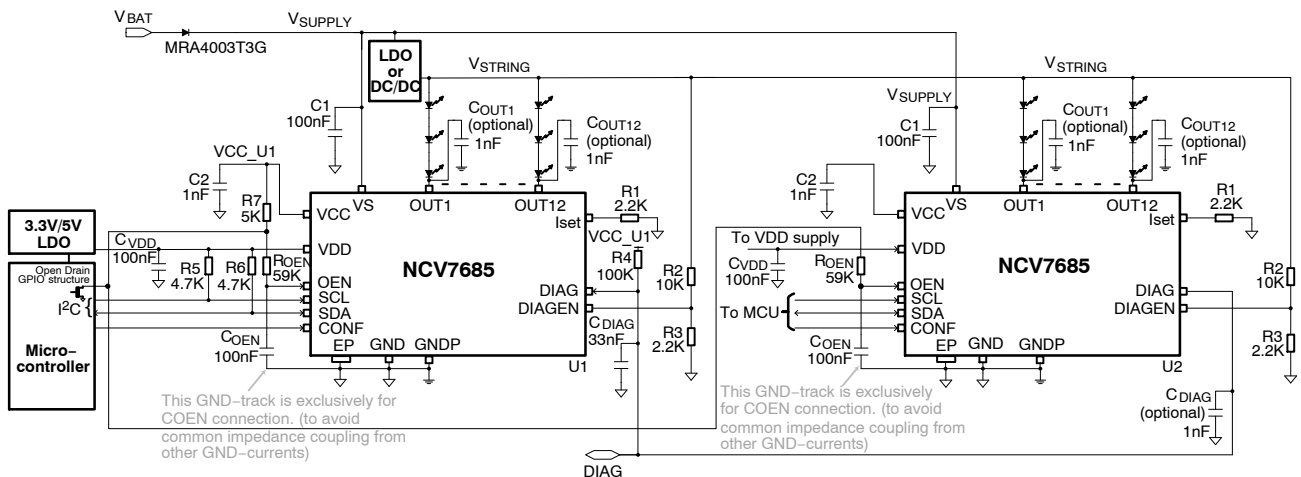 VBAT
MRA4003T3G
VSUPPLY
LDO
or
DC/DC
VSTRING
VSTRING
VSUPPLY
C1
100nF
COUT1
(optional)
1nF
COUT12
(optional)
1nF
C1
100nF
COUT1
(optional)
1nF
COUT12
(optional)
1nF
VCC_U1
C2
1nF
R7
5K
VS
OUT1
OUT12
VCC
Iset
R1
2.2K
C2
1nF
VS
OUT1
OUT12
VCC
Iset
R1
2.2K
3.3V/5V
LDO
CVDD
100nF
R5
4.7K
R6
4.7K
ROEN
59K
VDD
NCV7685
OEN
SCL
SDA
CONF
DIAG
DIAGEN
VCC_U1
R4
100K
R2
10K
To VDD supply
CVDD
100nF
ROEN
59K
VDD
NCV7685
OEN
SCL
SDA
CONF
DIAG
DIAGEN
R2
10K
Open Drain
GPIO structure
I2C {
Micro−
controller
COEN
100nF
EP
GND
GNDP
U1
CDIAG
33nF
R3
2.2K
To MCU
COEN
100nF
EP
GND
GNDP
U2
R3
2.2K
This GND−track is exclusively for
COEN connection. (to avoid
common impedance coupling from
other GND−currents)
This GND−track is exclusively
for COEN connection. (to avoid
common impedance coupling from
other GND−currents)
CDIAG
(optional)
1nF
DIAG